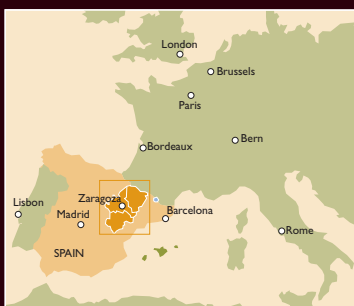 London
Brussels
Paris
Bordeaux
Bern
Zaragoza
Lisbon
Madrid
Barcelona
Rome
SPAIN